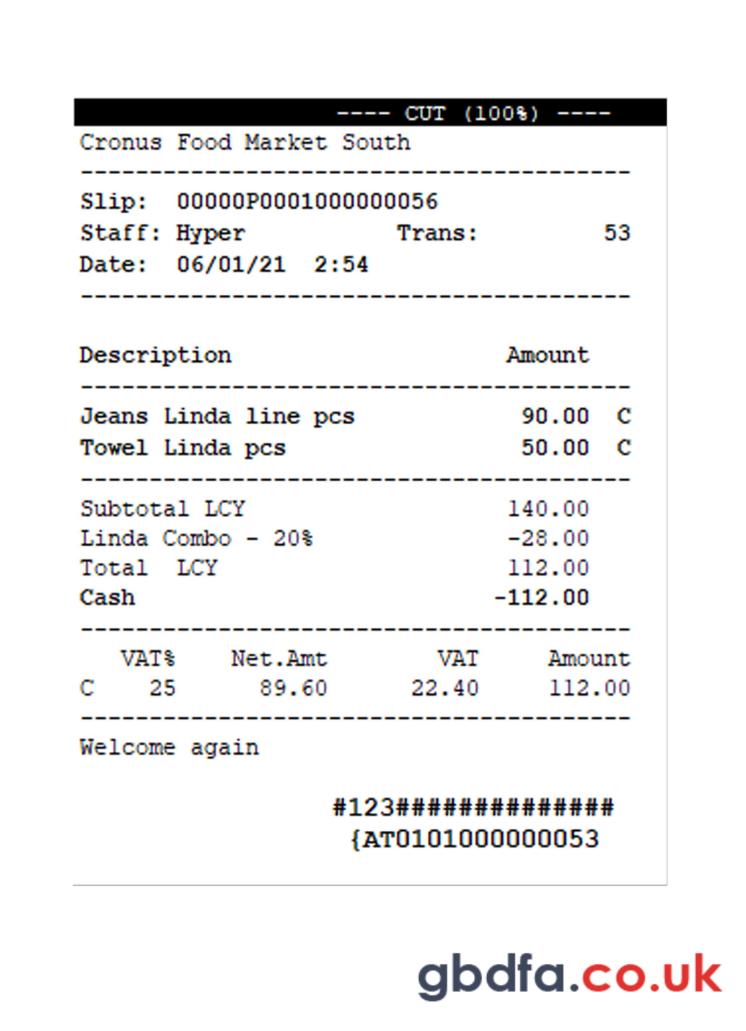 ---- CUT (100%) ----
Cronus Food Market South
----------------------------------------
Slip: 00000P0001000000056
Staff: Hyper Trans: 53
Date: 06/01/21 2:54
----------------------------------------
Description Amount
----------------------------------------
Jeans Linda line pcs 90.00 C
Towel Linda pcs 50.00 C
----------------------------------------
Subtotal LCY 140.00
Linda Combo - 20% -28.00
Total LCY 112.00
Cash -112.00
----------------------------------------
VAT% Net.Amt VAT Amount
C 25 89.60 22.40 112.00
----------------------------------------
Welcome again
#123##############
{AT0101000000053
gbdfa.co.uk